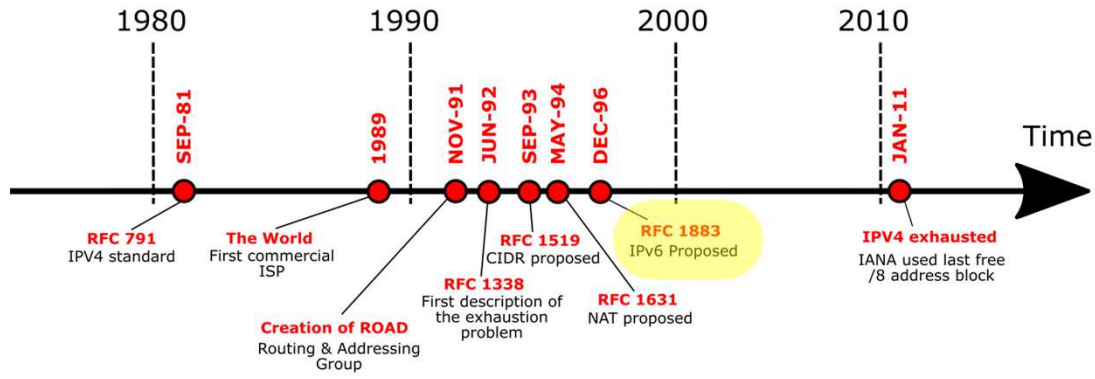 1980 1990 2000 2010
SEP-81
1989
NOV-91
JUN-92
SEP-93
MAY-94
DEC-96
JAN-11
Time
RFC 791
IPV4 standard
The World
First commercial
ISP
Creation of ROAD
Routing & Addressing
Group
RFC 1338
First description of
the exhaustion
problem
RFC 1519
CIDR proposed
RFC 1631
NAT proposed
RFC 1883
IPv6 Proposed
IPV4 exhausted
IANA used last free
/8 address block